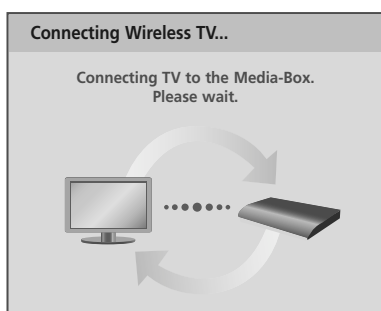 Connecting Wireless TV...
Connecting TV to the Media-Box.
Please wait.